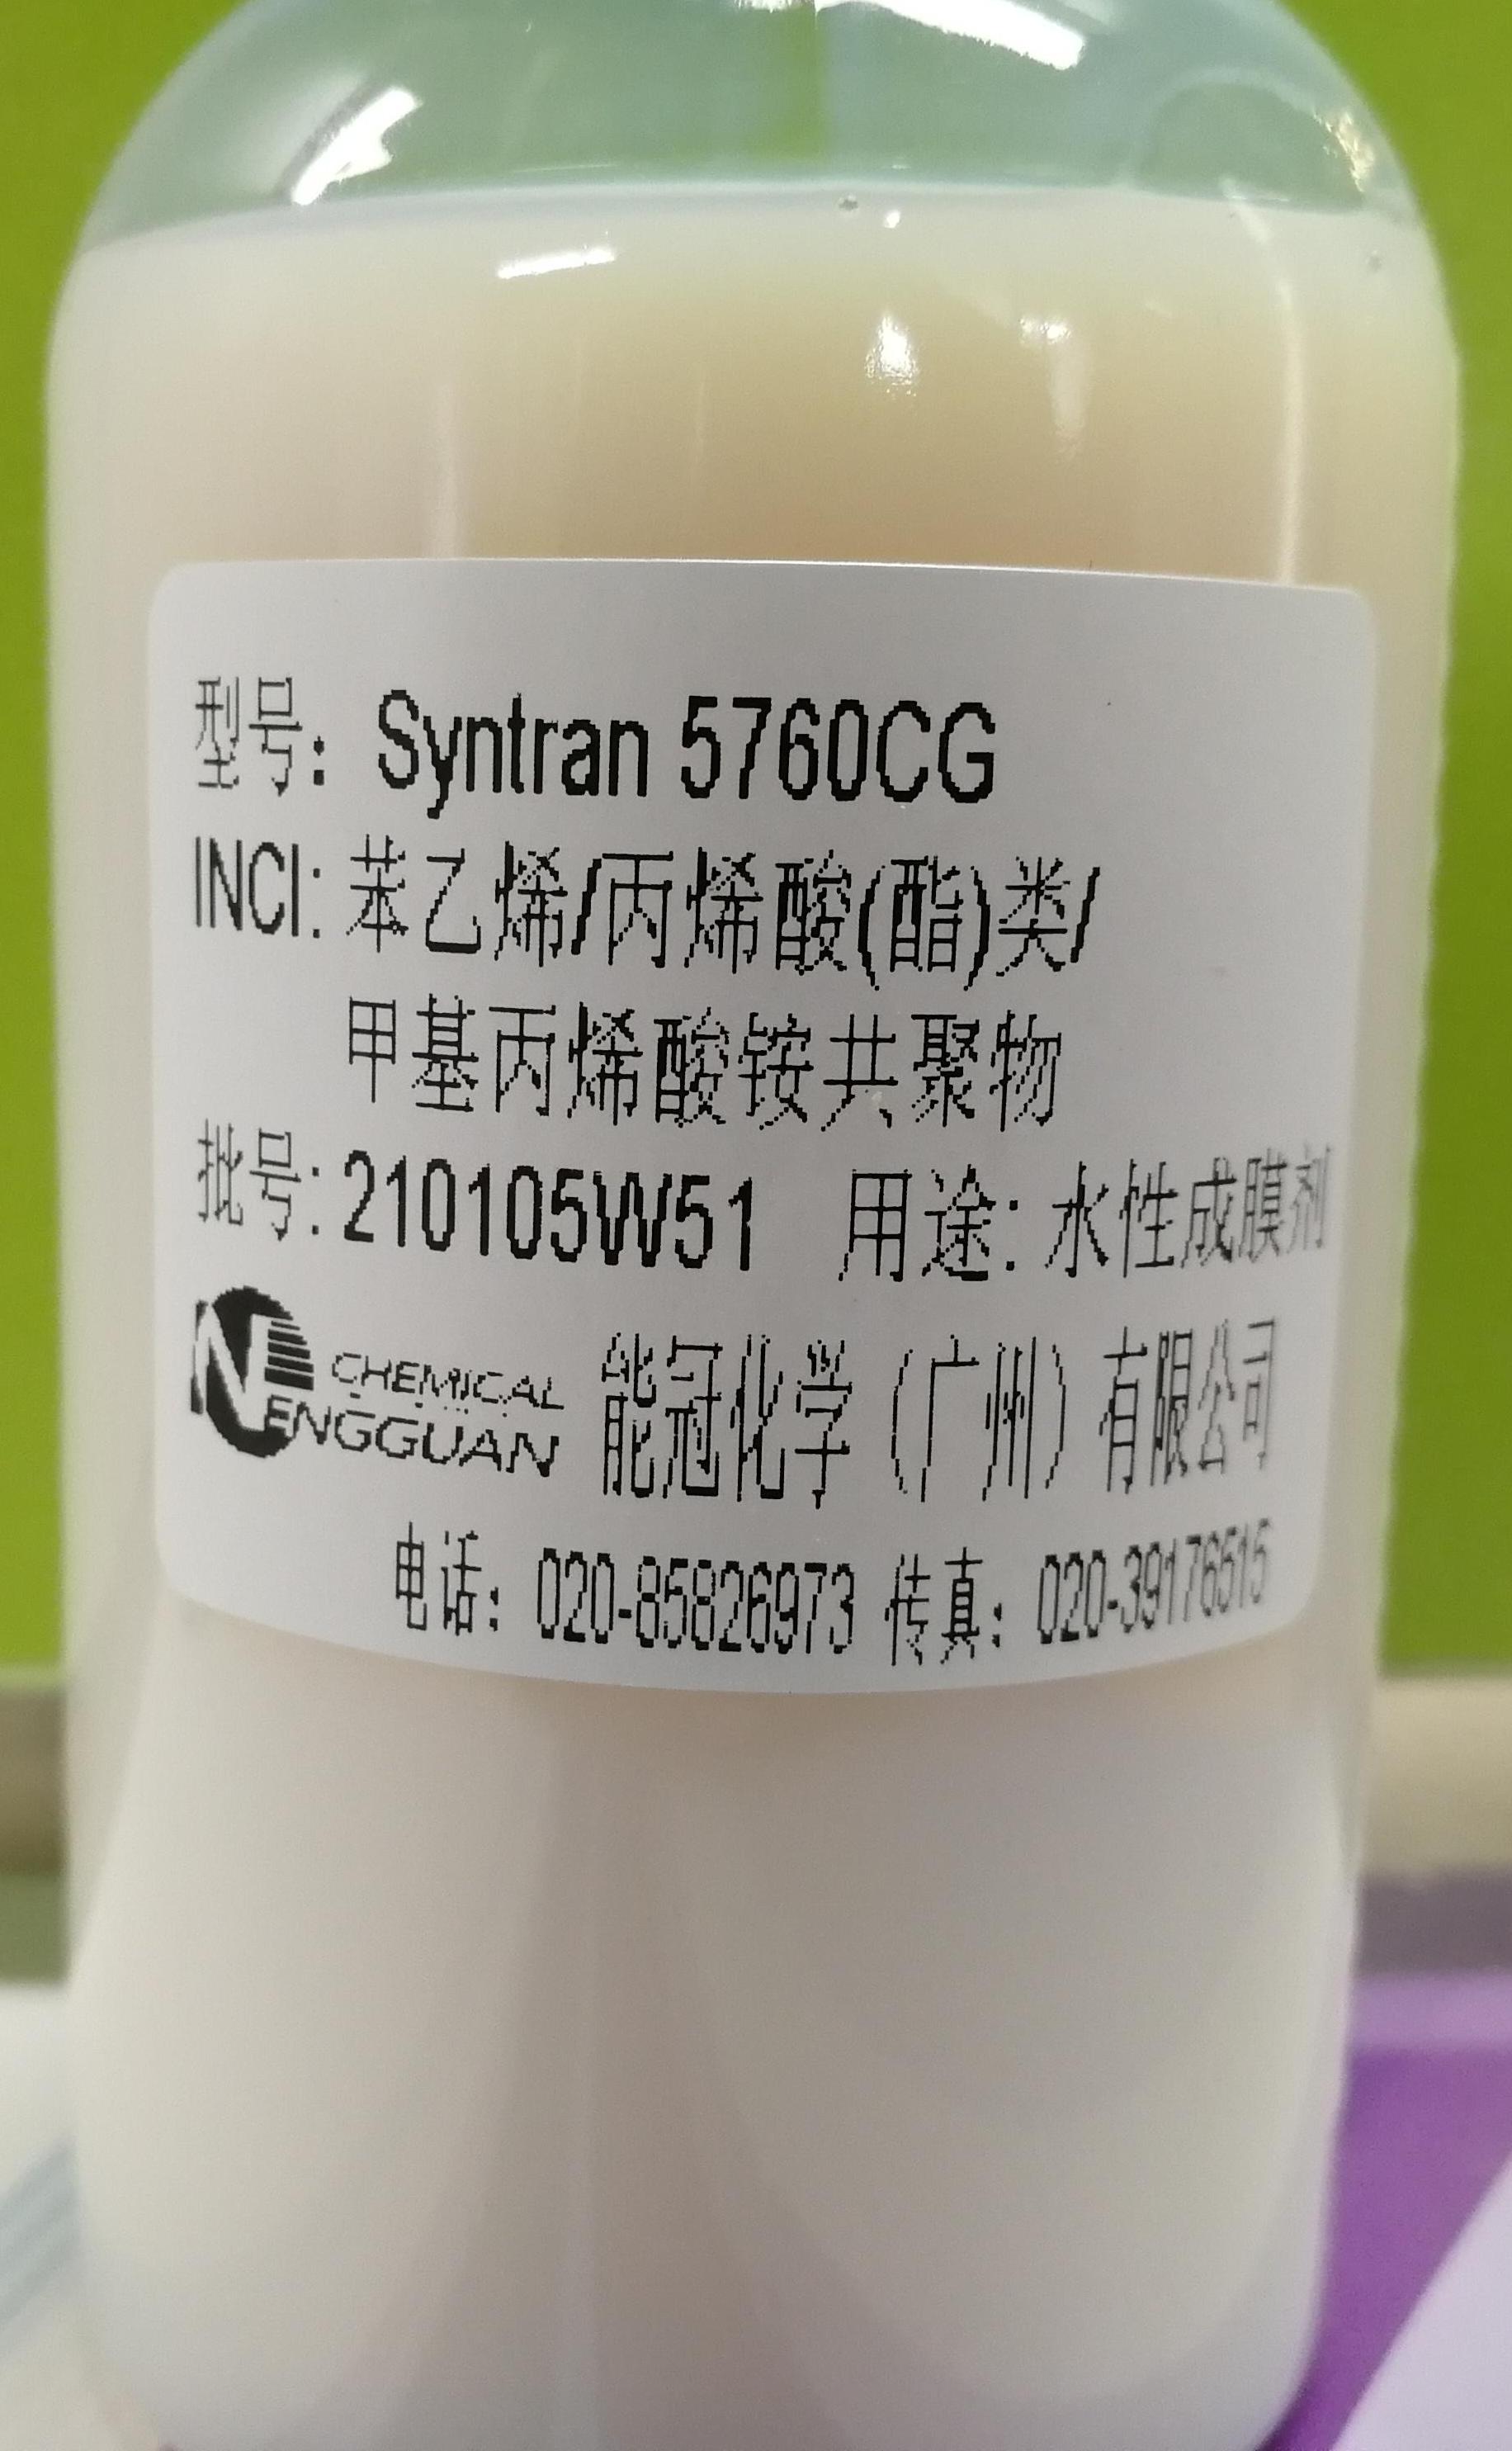 型号: Syntran 5760CG
INCI: 苯乙烯/丙烯酸(酯)类/
甲基丙烯酸铵共聚物
批号: 210105W51 用途: 水性成膜剂
CHEMICAL
NENGGUAN
能冠化学（广州）有限公司
电话: 020-85826973 传真: 020-39176515